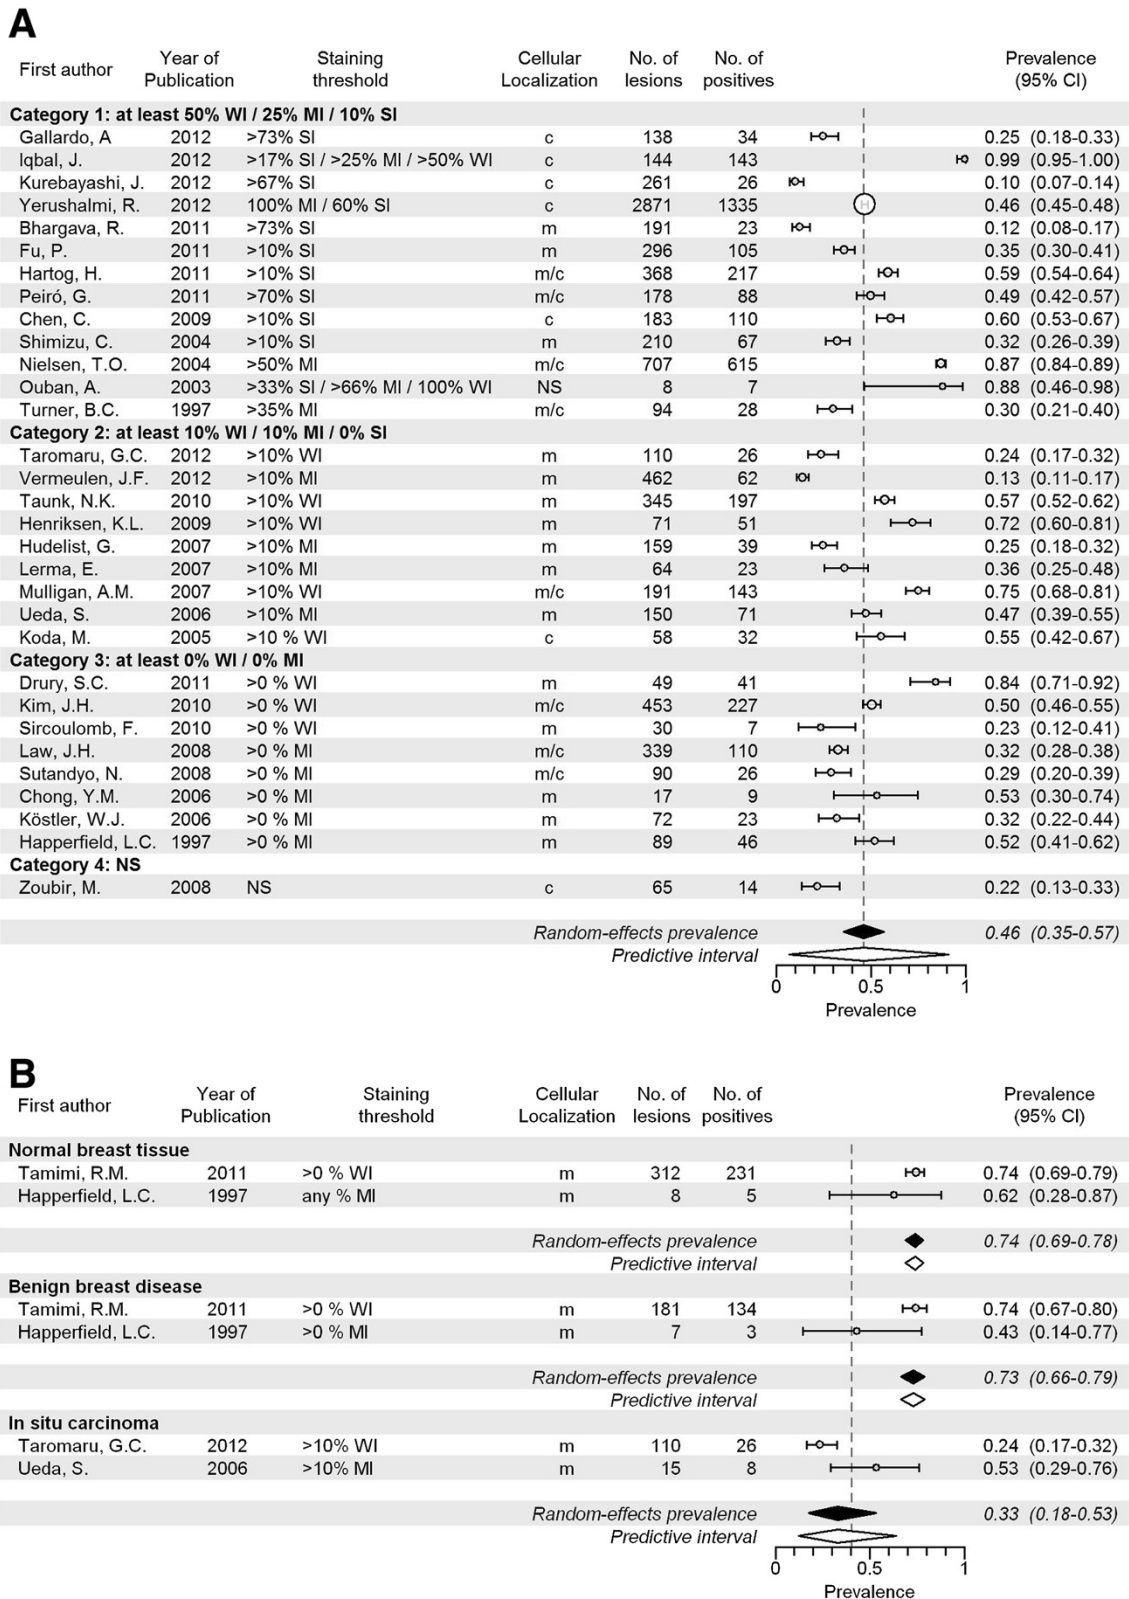 A
First author Year of Publication Staining threshold Cellular Localization No. of lesions No. of positives Prevalence (95% CI)
Category 1: at least 50% WI / 25% MI / 10% SI
Gallardo, A 2012 >73% SI c 138 34 0.25 (0.18-0.33)
Iqbal, J. 2012 >17% SI / >25% MI / >50% WI c 144 143 0.99 (0.95-1.00)
Kurebayashi, J. 2012 >67% SI c 261 26 0.10 (0.07-0.14)
Yerushalmi, R. 2012 100% MI / 60% SI c 2871 1335 0.46 (0.45-0.48)
Bhargava, R. 2011 >73% SI m 191 23 0.12 (0.08-0.17)
Fu, P. 2011 >10% SI m 296 105 0.35 (0.30-0.41)
Hartog, H. 2011 >10% SI m/c 368 217 0.59 (0.54-0.64)
Peiró, G. 2011 >70% SI m/c 178 88 0.49 (0.42-0.57)
Chen, C. 2009 >10% SI c 183 110 0.60 (0.53-0.67)
Shimizu, C. 2004 >10% SI m 210 67 0.32 (0.26-0.39)
Nielsen, T.O. 2004 >50% MI m/c 707 615 0.87 (0.84-0.89)
Ouban, A. 2003 >33% SI / >66% MI / 100% WI NS 8 7 0.88 (0.46-0.98)
Turner, B.C. 1997 >35% MI m/c 94 28 0.30 (0.21-0.40)
Category 2: at least 10% WI / 10% MI / 0% SI
Taromaru, G.C. 2012 >10% WI m 110 26 0.24 (0.17-0.32)
Vermeulen, J.F. 2012 >10% MI m 462 62 0.13 (0.11-0.17)
Taunk, N.K. 2010 >10% WI m 345 197 0.57 (0.52-0.62)
Henriksen, K.L. 2009 >10% WI m 71 51 0.72 (0.60-0.81)
Hudelist, G. 2007 >10% MI m 159 39 0.25 (0.18-0.32)
Lerma, E. 2007 >10% MI m 64 23 0.36 (0.25-0.48)
Mulligan, A.M. 2007 >10% WI m/c 191 143 0.75 (0.68-0.81)
Ueda, S. 2006 >10% MI m 150 71 0.47 (0.39-0.55)
Koda, M. 2005 >10 % WI c 58 32 0.55 (0.42-0.67)
Category 3: at least 0% WI / 0% MI
Drury, S.C. 2011 >0 % WI m 49 41 0.84 (0.71-0.92)
Kim, J.H. 2010 >0 % WI m/c 453 227 0.50 (0.46-0.55)
Sircoulomb, F. 2010 >0 % WI m 30 7 0.23 (0.12-0.41)
Law, J.H. 2008 >0 % MI m/c 339 110 0.32 (0.28-0.38)
Sutandyo, N. 2008 >0 % MI m/c 90 26 0.29 (0.20-0.39)
Chong, Y.M. 2006 >0 % MI m 17 9 0.53 (0.30-0.74)
Köstler, W.J. 2006 >0 % MI m 72 23 0.32 (0.22-0.44)
Happerfield, L.C. 1997 >0 % MI m 89 46 0.52 (0.41-0.62)
Category 4: NS
Zoubir, M. 2008 NS c 65 14 0.22 (0.13-0.33)
Random-effects prevalence 0.46 (0.35-0.57)
Predictive interval
0 0.5 1
Prevalence
B
First author Year of Publication Staining threshold Cellular Localization No. of lesions No. of positives Prevalence (95% CI)
Normal breast tissue
Tamimi, R.M. 2011 >0 % WI m 312 231 0.74 (0.69-0.79)
Happerfield, L.C. 1997 any % MI m 8 5 0.62 (0.28-0.87)
Random-effects prevalence 0.74 (0.69-0.78)
Predictive interval
Benign breast disease
Tamimi, R.M. 2011 >0 % WI m 181 134 0.74 (0.67-0.80)
Happerfield, L.C. 1997 >0 % MI m 7 3 0.43 (0.14-0.77)
Random-effects prevalence 0.73 (0.66-0.79)
Predictive interval
In situ carcinoma
Taromaru, G.C. 2012 >10% WI m 110 26 0.24 (0.17-0.32)
Ueda, S. 2006 >10% MI m 15 8 0.53 (0.29-0.76)
Random-effects prevalence 0.33 (0.18-0.53)
Predictive interval
0 0.5 1
Prevalence